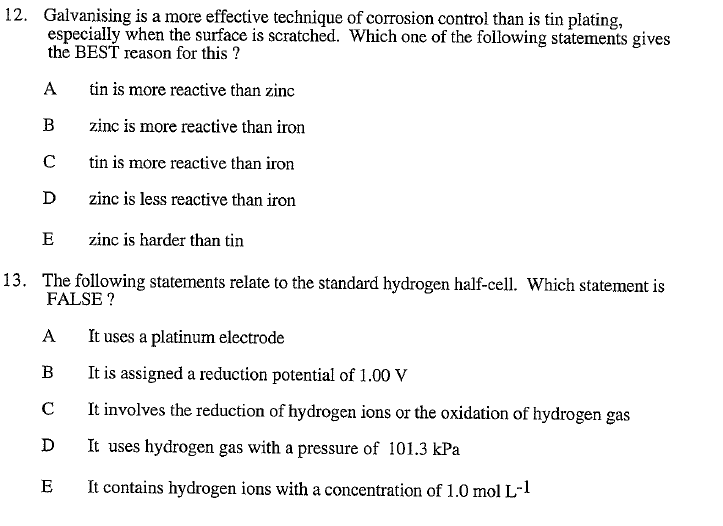 12. Galvanising is a more effective technique of corrosion control than is tin plating,
especially when the surface is scratched. Which one of the following statements gives
the BEST reason for this ?
A tin is more reactive than zinc
B zinc is more reactive than iron
C tin is more reactive than iron
D zinc is less reactive than iron
E zinc is harder than tin
13. The following statements relate to the standard hydrogen half-cell. Which statement is
FALSE ?
A It uses a platinum electrode
B It is assigned a reduction potential of 1.00 V
C It involves the reduction of hydrogen ions or the oxidation of hydrogen gas
D It uses hydrogen gas with a pressure of 101.3 kPa
E It contains hydrogen ions with a concentration of 1.0 mol L⁻¹